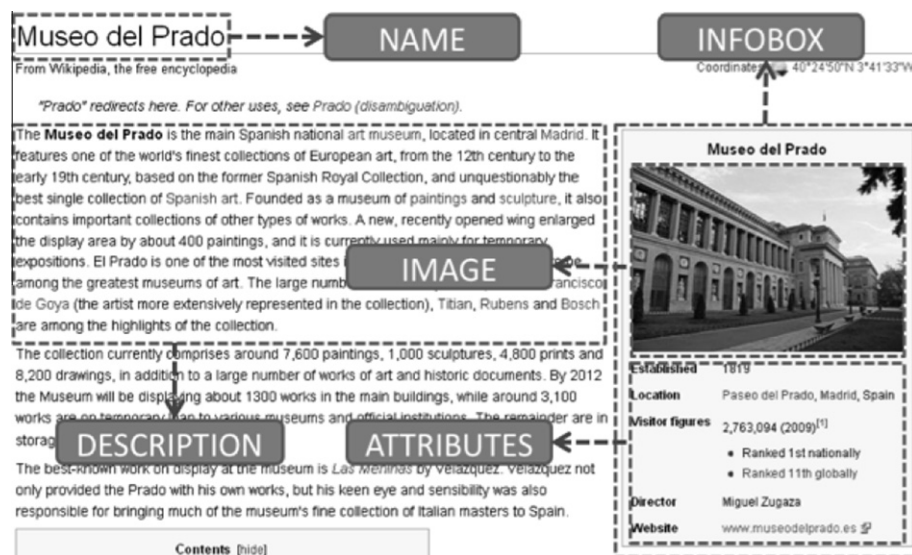 Museo del Prado
NAME
INFOBOX
From Wikipedia, the free encyclopedia
Coordinates 40°24'50"N 3°41'33"W
"Prado" redirects here. For other uses, see Prado (disambiguation).
The Museo del Prado is the main Spanish national art museum, located in central Madrid. It
features one of the world's finest collections of European art, from the 12th century to the
early 19th century, based on the former Spanish Royal Collection, and unquestionably the
best single collection of Spanish art. Founded as a museum of paintings and sculpture, it also
contains important collections of other types of works. A new, recently opened wing enlarged
the display area by about 400 paintings, and it is currently used mainly for temporary
expositions. El Prado is one of the most visited sites
among the greatest museums of art. The large
de Goya (the artist more extensively represented in the collection), Titian, Rubens and Bosch
are among the highlights of the collection.
IMAGE
The collection currently comprises around 7,600 paintings, 1,000 sculptures, 4,800 prints and
8,200 drawings, in addition to a large number of works of art and historic documents. By 2012
the Museum will be displaying about 1300 works in the main buildings, while around 3,100
works are on temporary loan to various museums and official institutions. The remainder are in
DESCRIPTION
ATTRIBUTES
The best-known work on display at the museum is Las Meninas by Velázquez. Velázquez not
only provided the Prado with his own works, but his keen eye and sensibility was also
responsible for bringing much of the museum's fine collection of Italian masters to Spain.
Contents [hide]
Museo del Prado
Established 1819
Location Paseo del Prado, Madrid, Spain
Visitor figures 2,763,094 (2009)[1]
• Ranked 1st nationally
• Ranked 11th globally
Director Miguel Zugaza
Website www.museodelprado.es